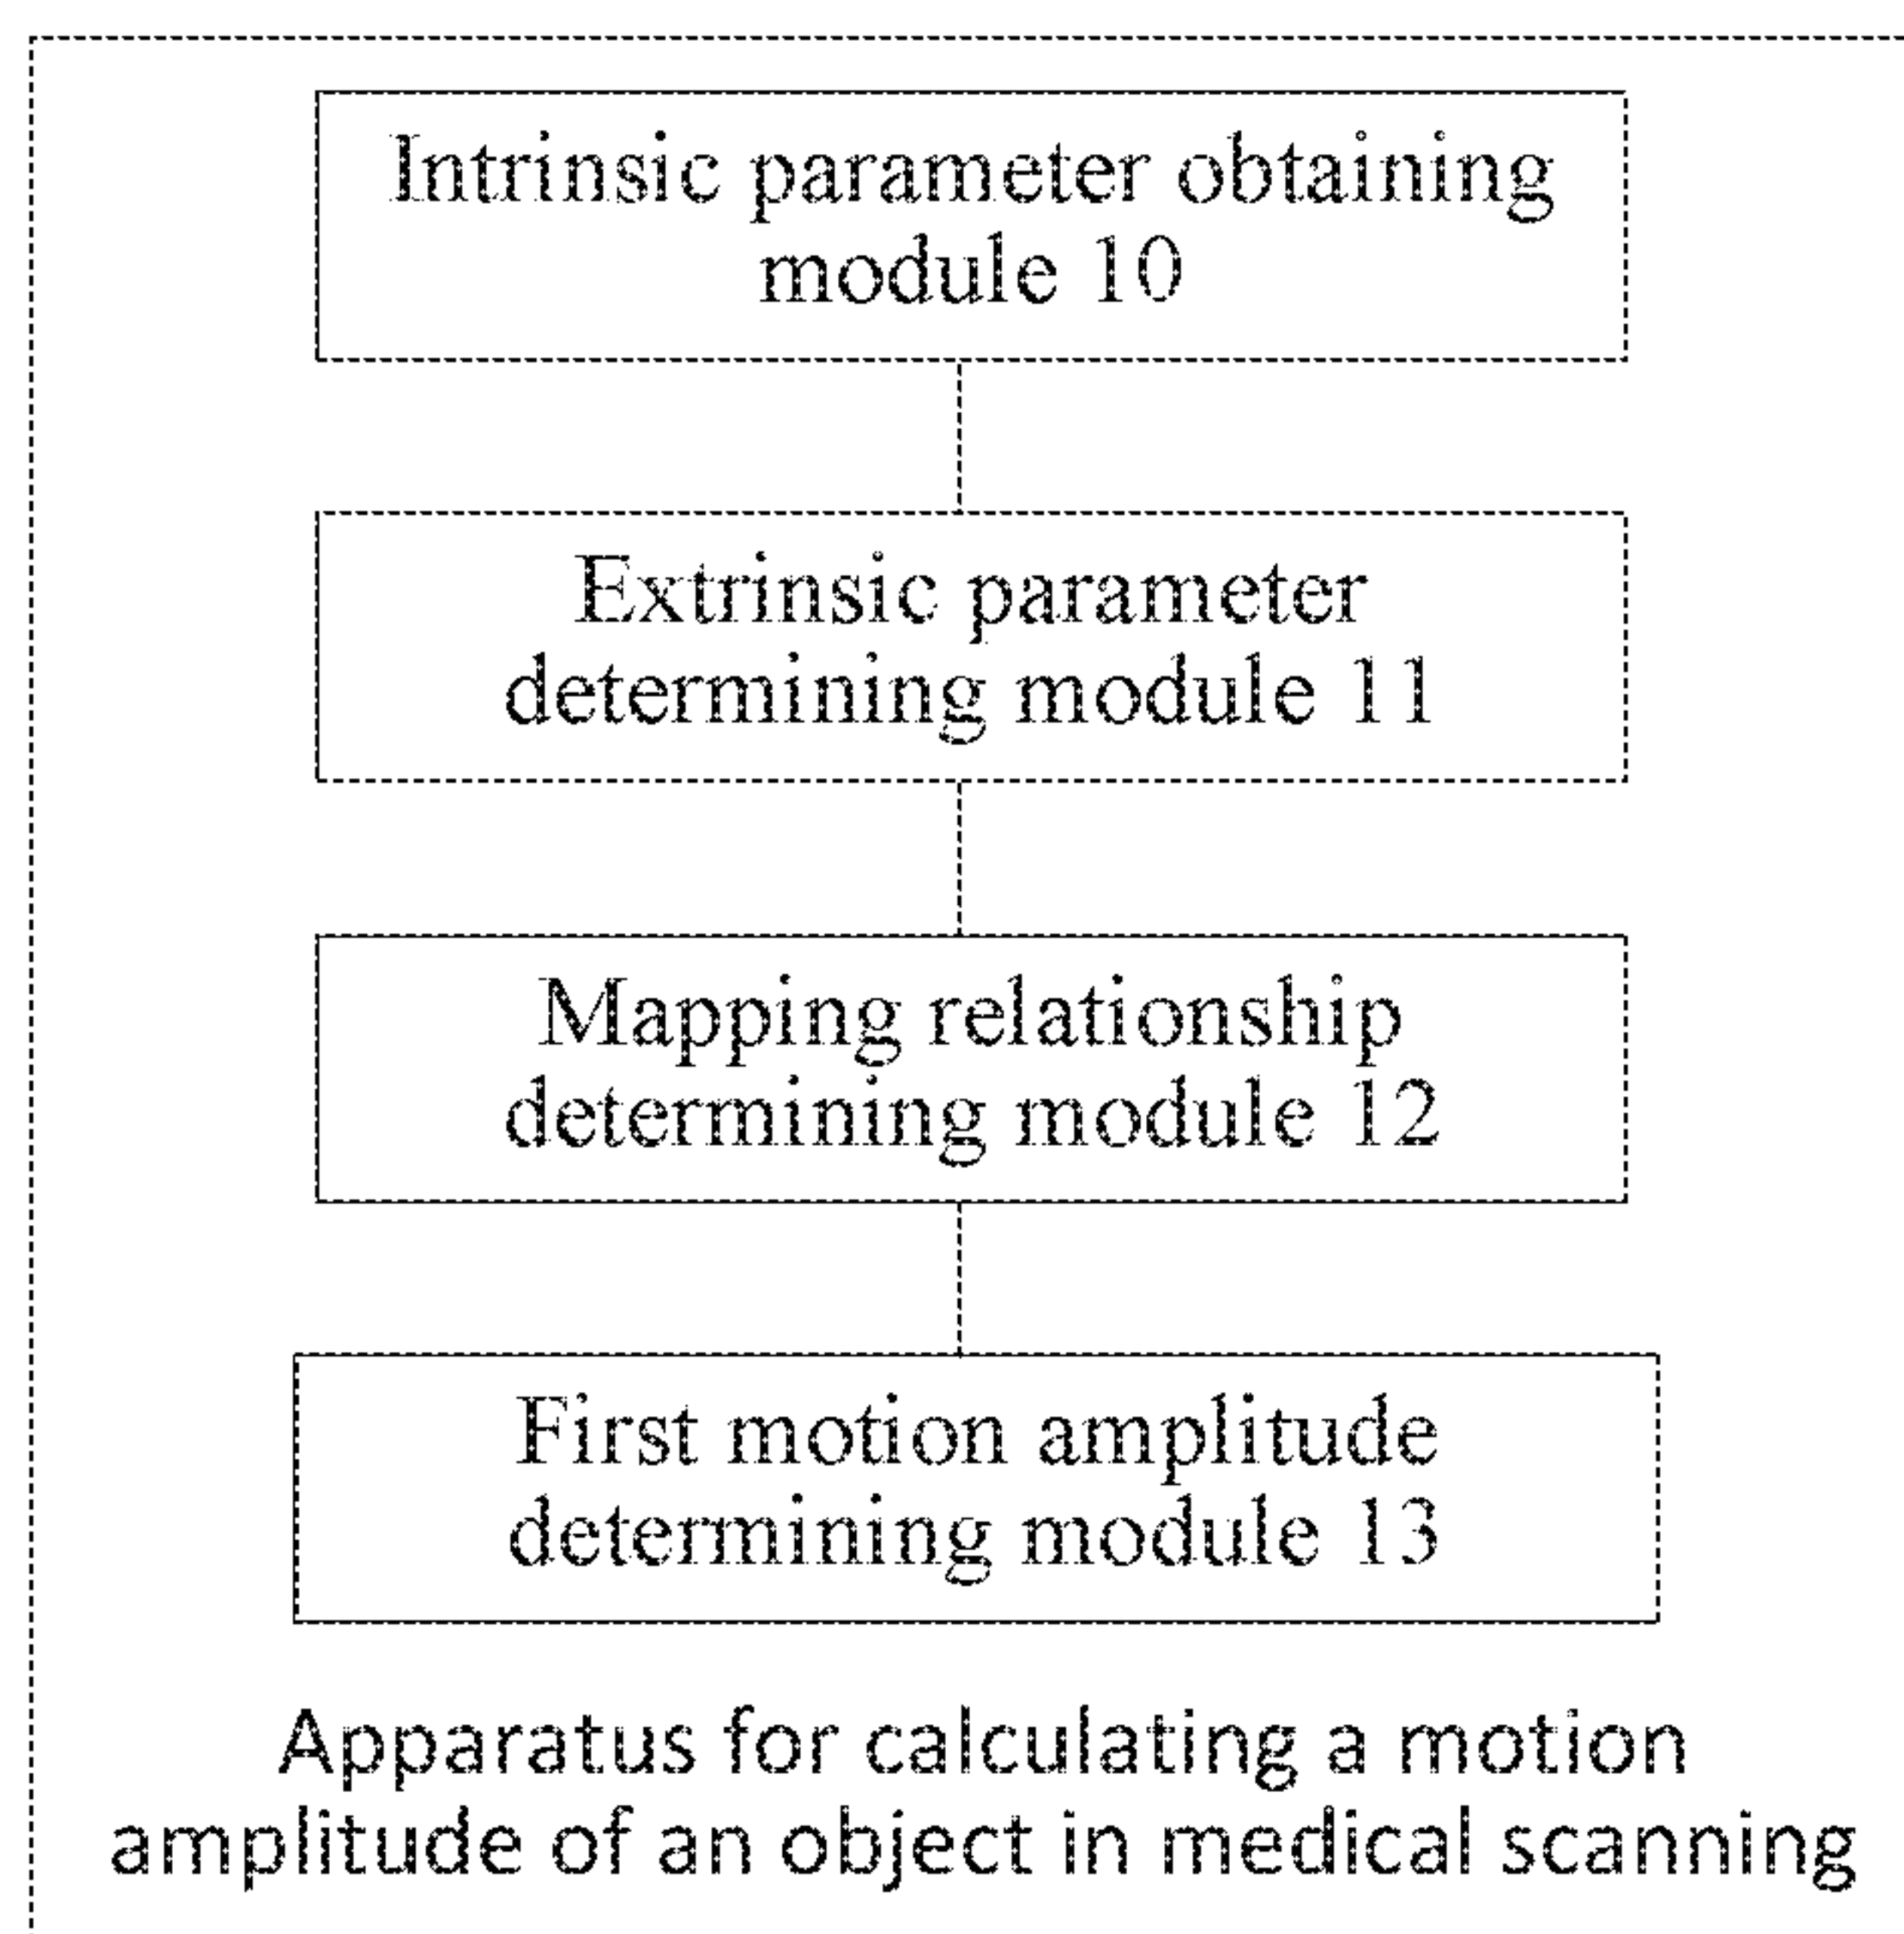 Intrinsic parameter obtaining
module 10
Extrinsic parameter
determining module 11
Mapping relationship
determining module 12
First motion amplitude
determining module 13
Apparatus for calculating a motion
amplitude of an object in medical scanning